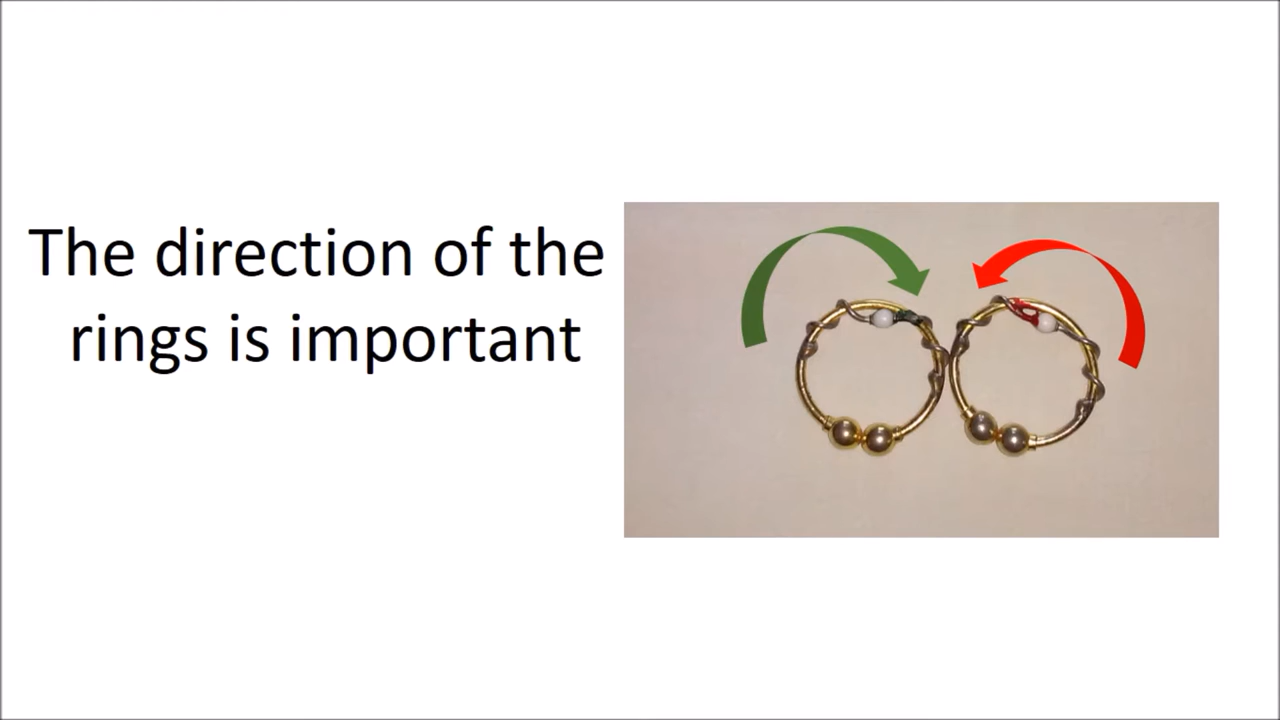 The direction of the
rings is important